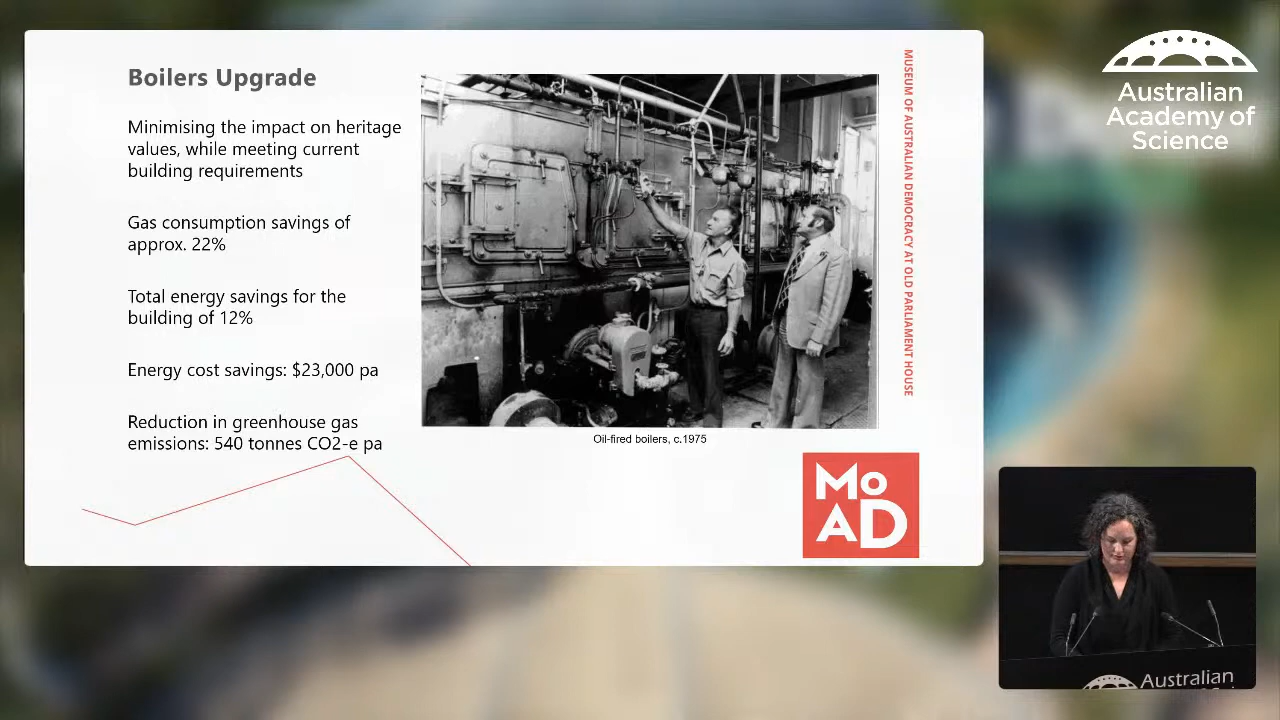 Boilers Upgrade
Minimising the impact on heritage
values, while meeting current
building requirements
Gas consumption savings of
approx. 22%
Total energy savings for the
building of 12%
Energy cost savings: $23,000 pa
Reduction in greenhouse gas
emissions: 540 tonnes CO2-e pa
Oil-fired boilers, c.1975
MUSEUM OF AUSTRALIAN DEMOCRACY AT OLD PARLIAMENT HOUSE
MoAD
Australian
Academy of
Science
Australian